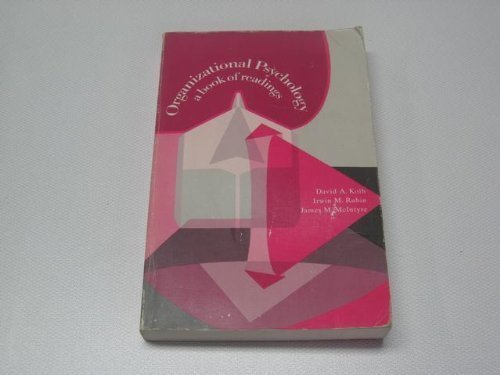 Organizational Psychology
a book of readings
David A. Kolb
Irwin M. Rubin
James M. McIntyre